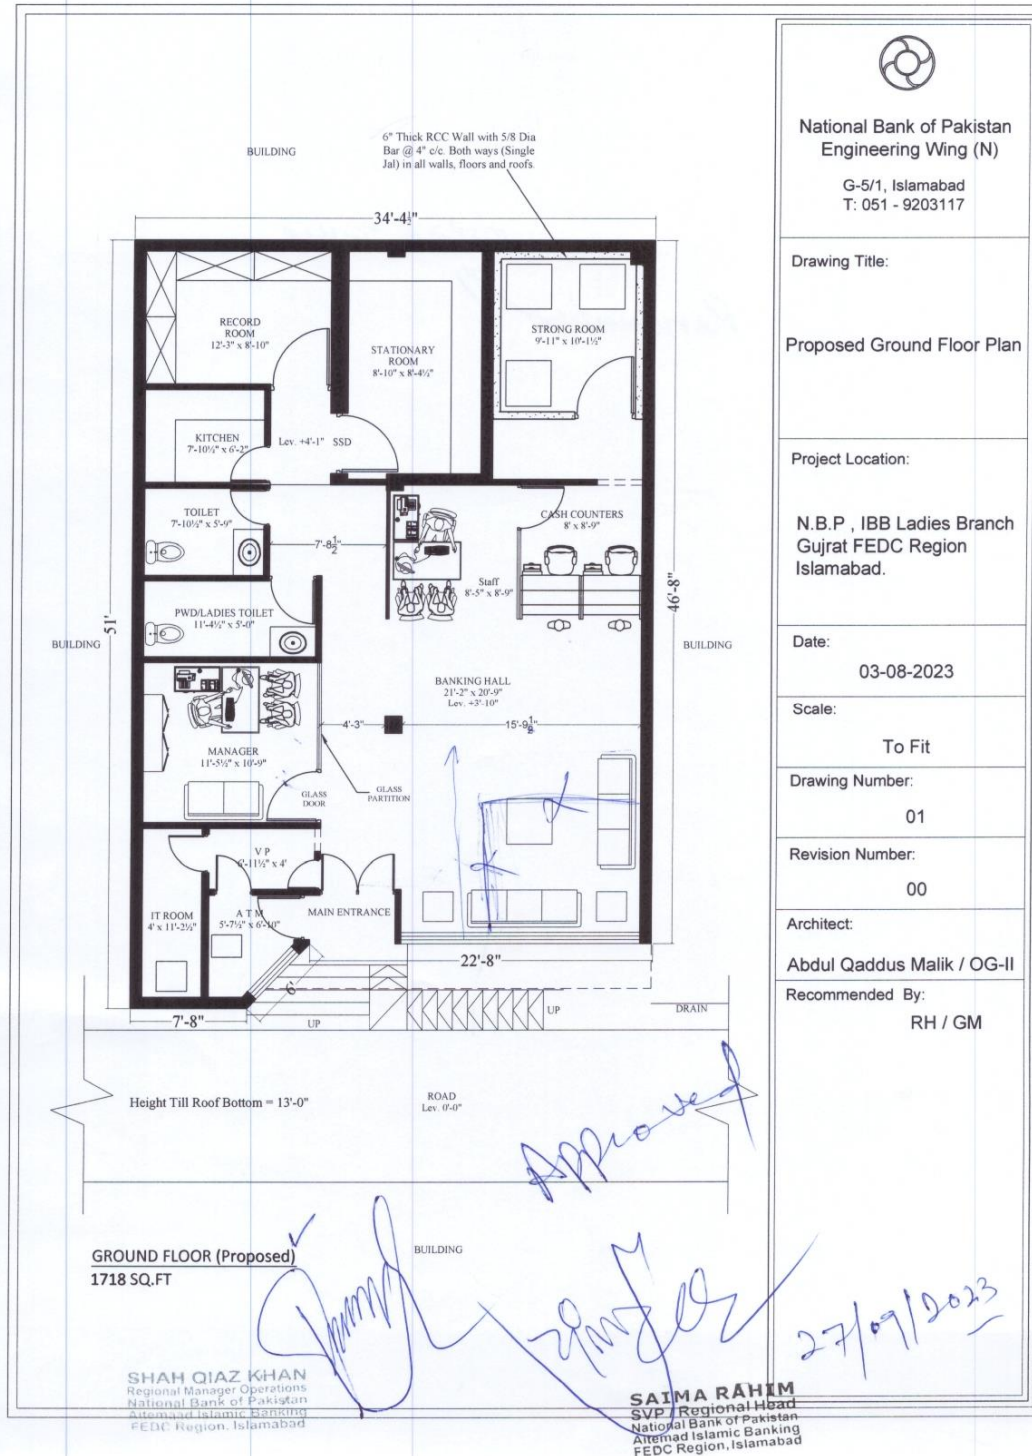 6" Thick RCC Wall with 5/8 Dia
Bar @ 4" c/c. Both ways (Single
Jal) in all walls, floors and roofs.
BUILDING
34'-4½"
RECORD
ROOM
12'-3" x 8'-10"
STATIONARY
ROOM
8'-10" x 8'-4½"
STRONG ROOM
9'-11" x 10'-1½"
KITCHEN
7'-10½" x 6'-2"
Lev. +4'-1" SSD
TOILET
7'-10½" x 5'-9"
7'-8½"
CASH COUNTERS
8' x 8'-9"
Staff
8'-5" x 8'-9"
PWD/LADIES TOILET
11'-4½" x 5'-0"
51'
46'-8"
BUILDING
BUILDING
BANKING HALL
21'-2" x 20'-9"
Lev. +3'-10"
4'-3"
15'-9½"
MANAGER
11'-5½" x 10'-9"
GLASS
DOOR
GLASS
PARTITION
V P
6'-11½" x 4'
IT ROOM
4' x 11'-2½"
A T M
5'-7½" x 6'-10"
MAIN ENTRANCE
22'-8"
6'
7'-8"
UP
UP
DRAIN
Height Till Roof Bottom = 13'-0"
ROAD
Lev. 0'-0"
Approved
GROUND FLOOR (Proposed)
1718 SQ.FT
BUILDING
SHAH QIAZ KHAN
Regional Manager Operations
National Bank of Pakistan
Aitemaad Islamic Banking
FEDC Region, Islamabad
SAIMA RAHIM
SVP / Regional Head
National Bank of Pakistan
Aitemad Islamic Banking
FEDC Region, Islamabad
National Bank of Pakistan
Engineering Wing (N)
G-5/1, Islamabad
T: 051 - 9203117
Drawing Title:
Proposed Ground Floor Plan
Project Location:
N.B.P , IBB Ladies Branch
Gujrat FEDC Region
Islamabad.
Date:
03-08-2023
Scale:
To Fit
Drawing Number:
01
Revision Number:
00
Architect:
Abdul Qaddus Malik / OG-II
Recommended By:
RH / GM
27/09/2023